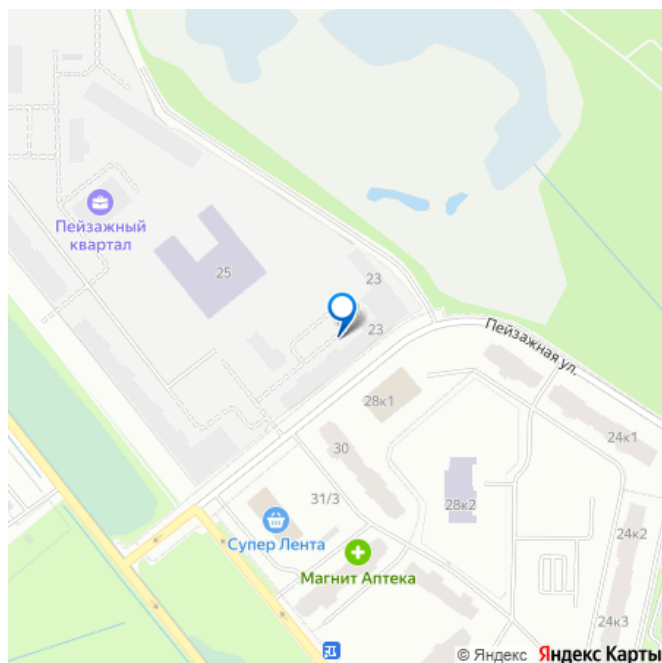 Пейзажный
квартал
25
23
23
Пейзажная ул.
28к1
24к1
30
31/3
28к2
Супер Лента
24к2
Магнит Аптека
24к3
© Яндекс Яндекс Карты